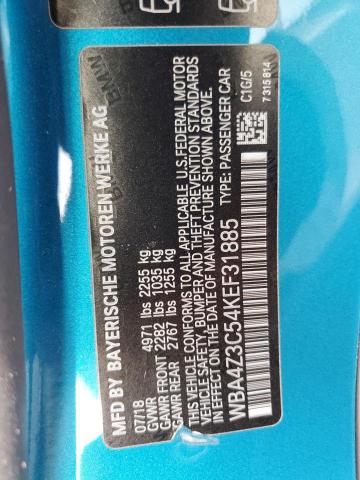 MFD BY BAYERISCHE MOTOREN WERKE AG
07/18
GVWR 4971 lbs 2255 kg
GAWR FRONT 2282 lbs 1035 kg
GAWR REAR 2767 lbs 1255 kg
THIS VEHICLE CONFORMS TO ALL APPLICABLE U.S.FEDERAL MOTOR
VEHICLE SAFETY, BUMPER AND THEFT PREVENTION STANDARDS
IN EFFECT ON THE DATE OF MANUFACTURE SHOWN ABOVE.
WBA4Z3C54KEF31885 TYPE: PASSENGER CAR
C1G/5
7 315 814
BMW
BMW